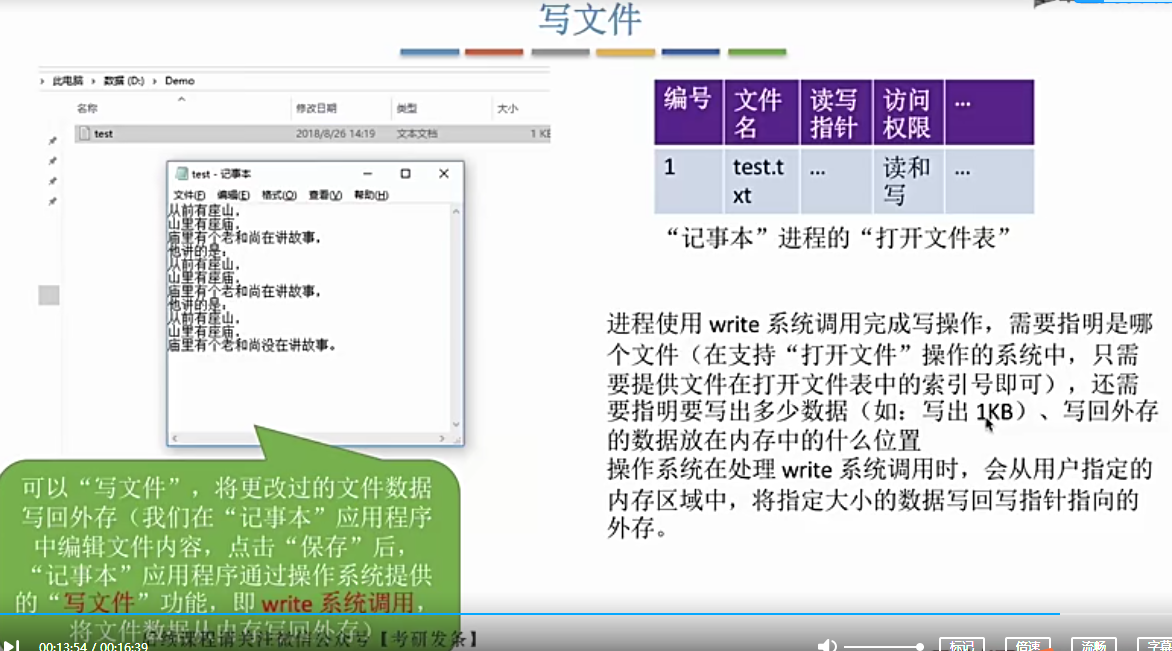 写文件
› 此电脑 › 数据 (D:) › Demo
名称 修改日期 类型 大小
test 2018/8/26 14:19 文本文档 1 KB
test - 记事本
文件(F) 编辑(E) 格式(O) 查看(V) 帮助(H)
从前有座山，
山里有座庙，
庙里有个老和尚在讲故事，
他讲的是：
从前有座山，
山里有座庙，
庙里有个老和尚在讲故事，
他讲的是：
从前有座山，
山里有座庙，
庙里有个老和尚没在讲故事。
可以“写文件”，将更改过的文件数据
写回外存（我们在“记事本”应用程序
中编辑文件内容，点击“保存”后，
“记事本”应用程序通过操作系统提供
的“写文件”功能，即 write 系统调用，
将文件数据从内存写回外存）
编号 文件名 读写指针 访问权限 ...
1 test.txt ... 读和写 ...
“记事本”进程的“打开文件表”
进程使用 write 系统调用完成写操作，需要指明是哪
个文件（在支持“打开文件”操作的系统中，只需
要提供文件在打开文件表中的索引号即可），还需
要指明要写出多少数据（如：写出 1KB）、写回外存
的数据放在内存中的什么位置
操作系统在处理 write 系统调用时，会从用户指定的
内存区域中，将指定大小的数据写回写指针指向的
外存。
课程请关注微信公众号【考研发条】
00:13:54 / 00:16:39
标记 倍速 流畅 字幕